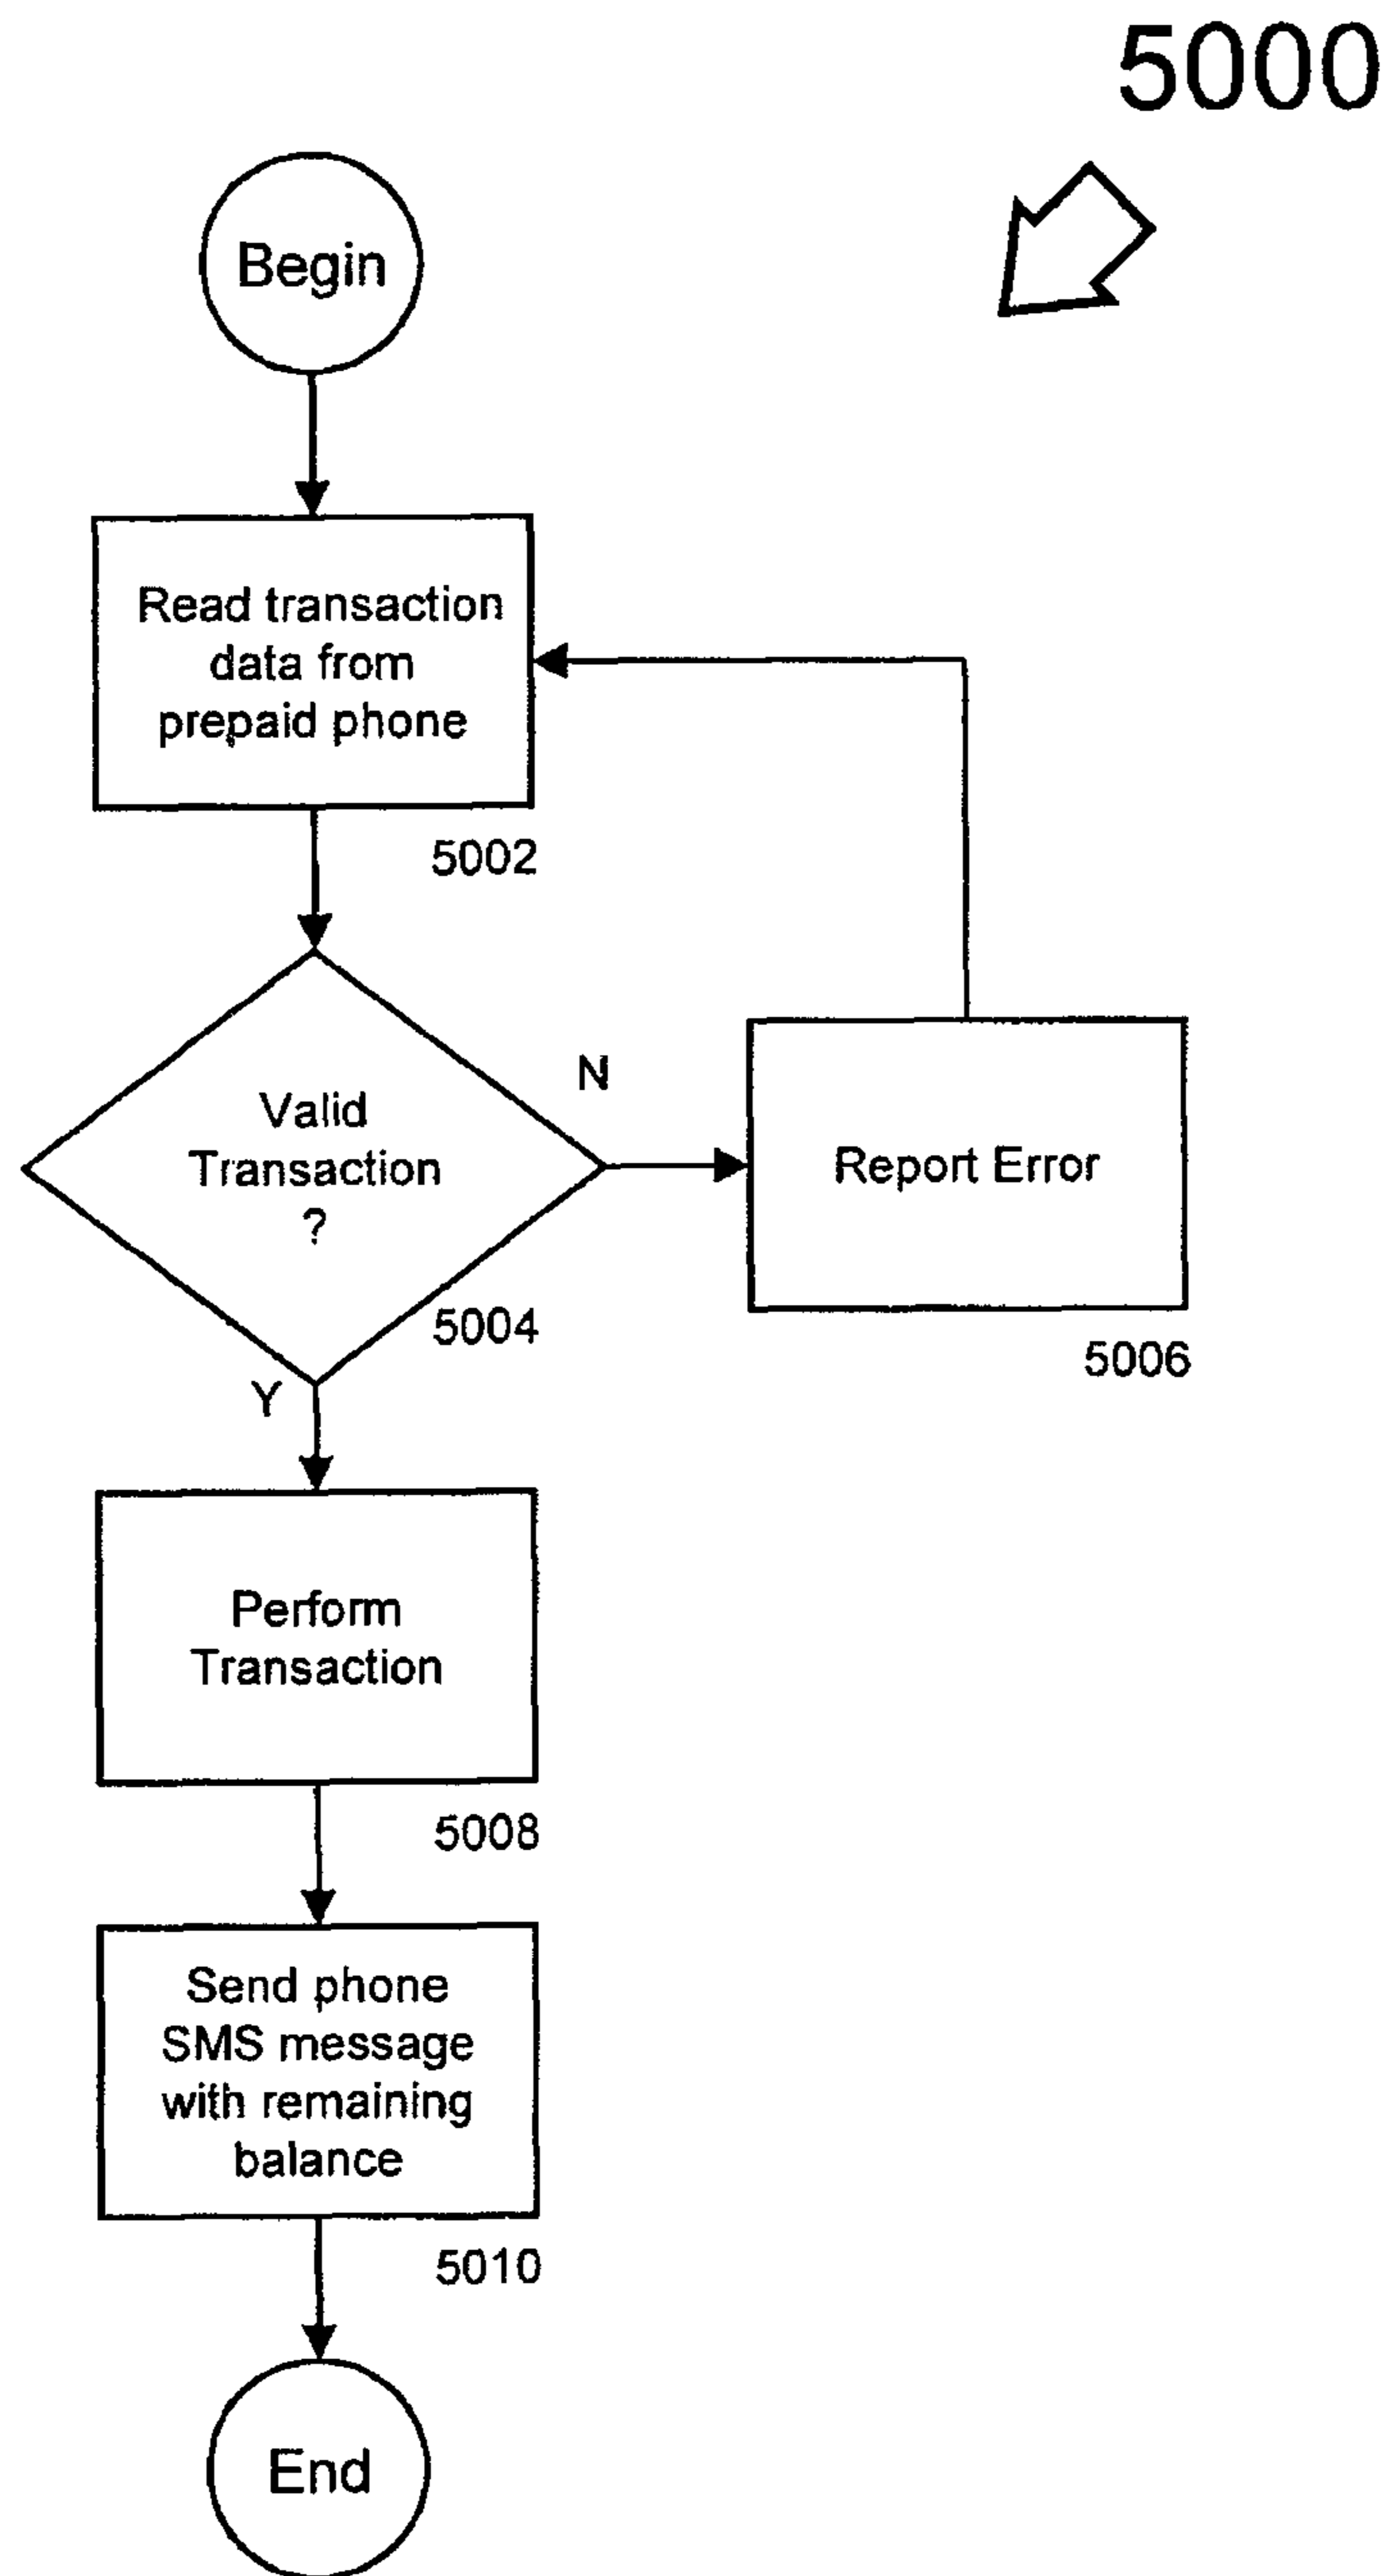 5000
Begin
Read transaction
data from
prepaid phone
5002
Valid
Transaction
?
N
5004
Y
Report Error
5006
Perform
Transaction
5008
Send phone
SMS message
with remaining
balance
5010
End